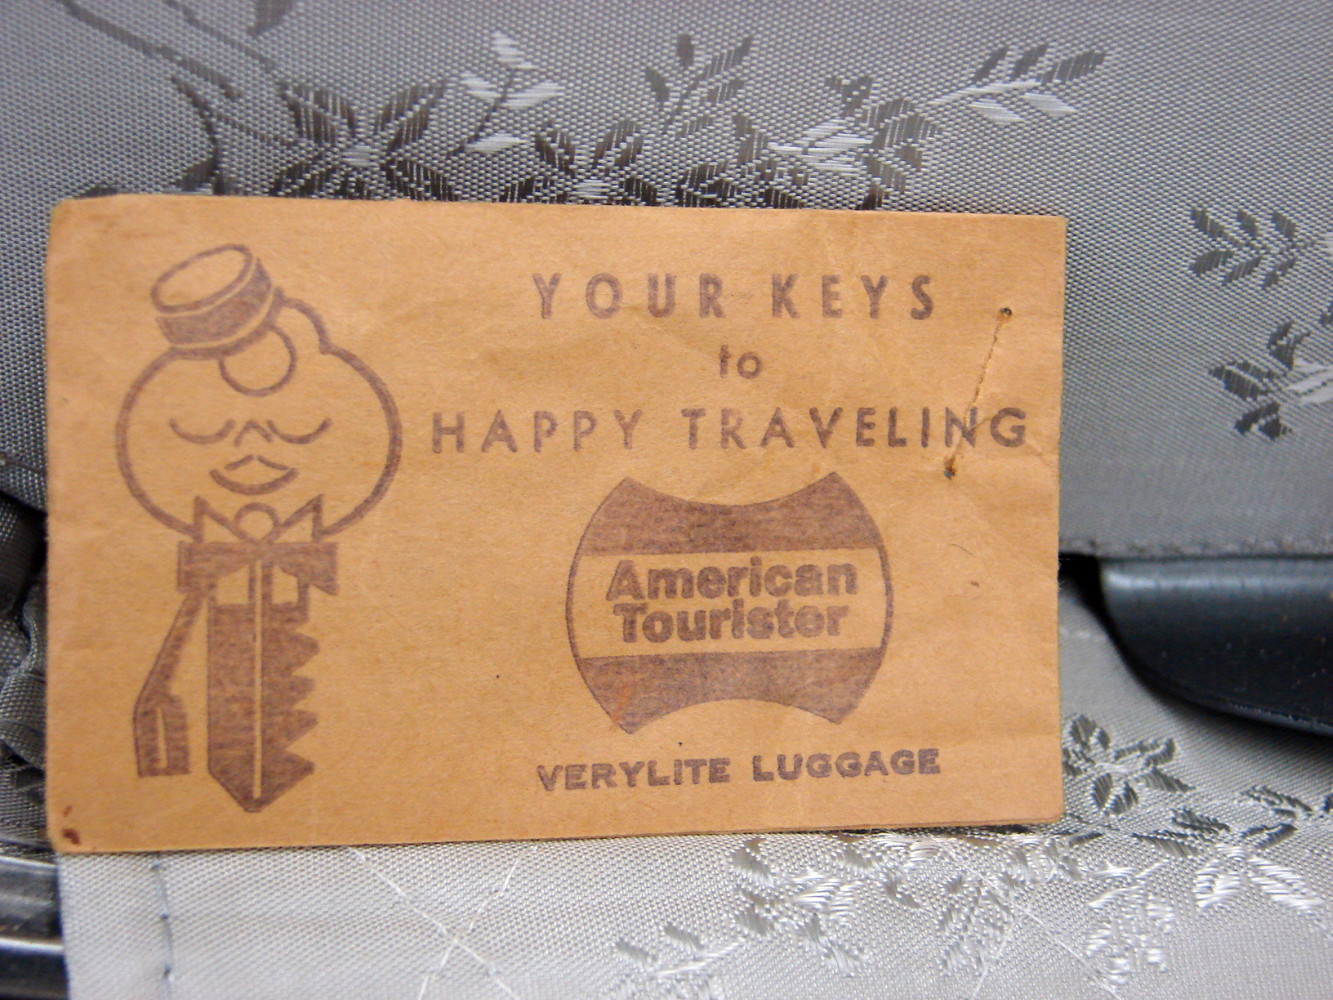 YOUR KEYS
to
HAPPY TRAVELING
American
Tourister
VERYLITE LUGGAGE